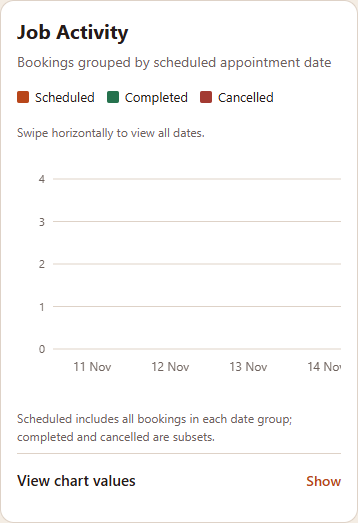 Job Activity
Bookings grouped by scheduled appointment date
Scheduled Completed Cancelled
Swipe horizontally to view all dates.
4
3
2
1
0
11 Nov 12 Nov 13 Nov 14 Nov
Scheduled includes all bookings in each date group;
completed and cancelled are subsets.
View chart values Show